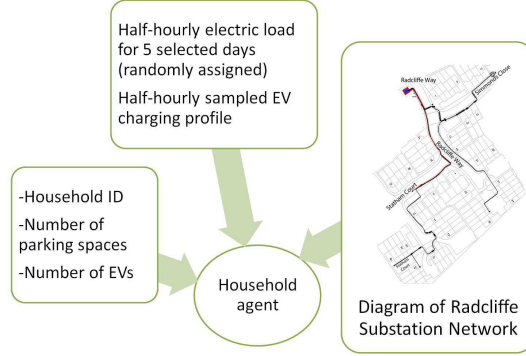 Half-hourly electric load
for 5 selected days
(randomly assigned)
Half-hourly sampled EV
charging profile
-Household ID
-Number of
parking spaces
-Number of EVs
Household
agent
Radcliffe Way
Simmonds Close
Radcliffe Way
Statham Court
Diagram of Radcliffe
Substation Network